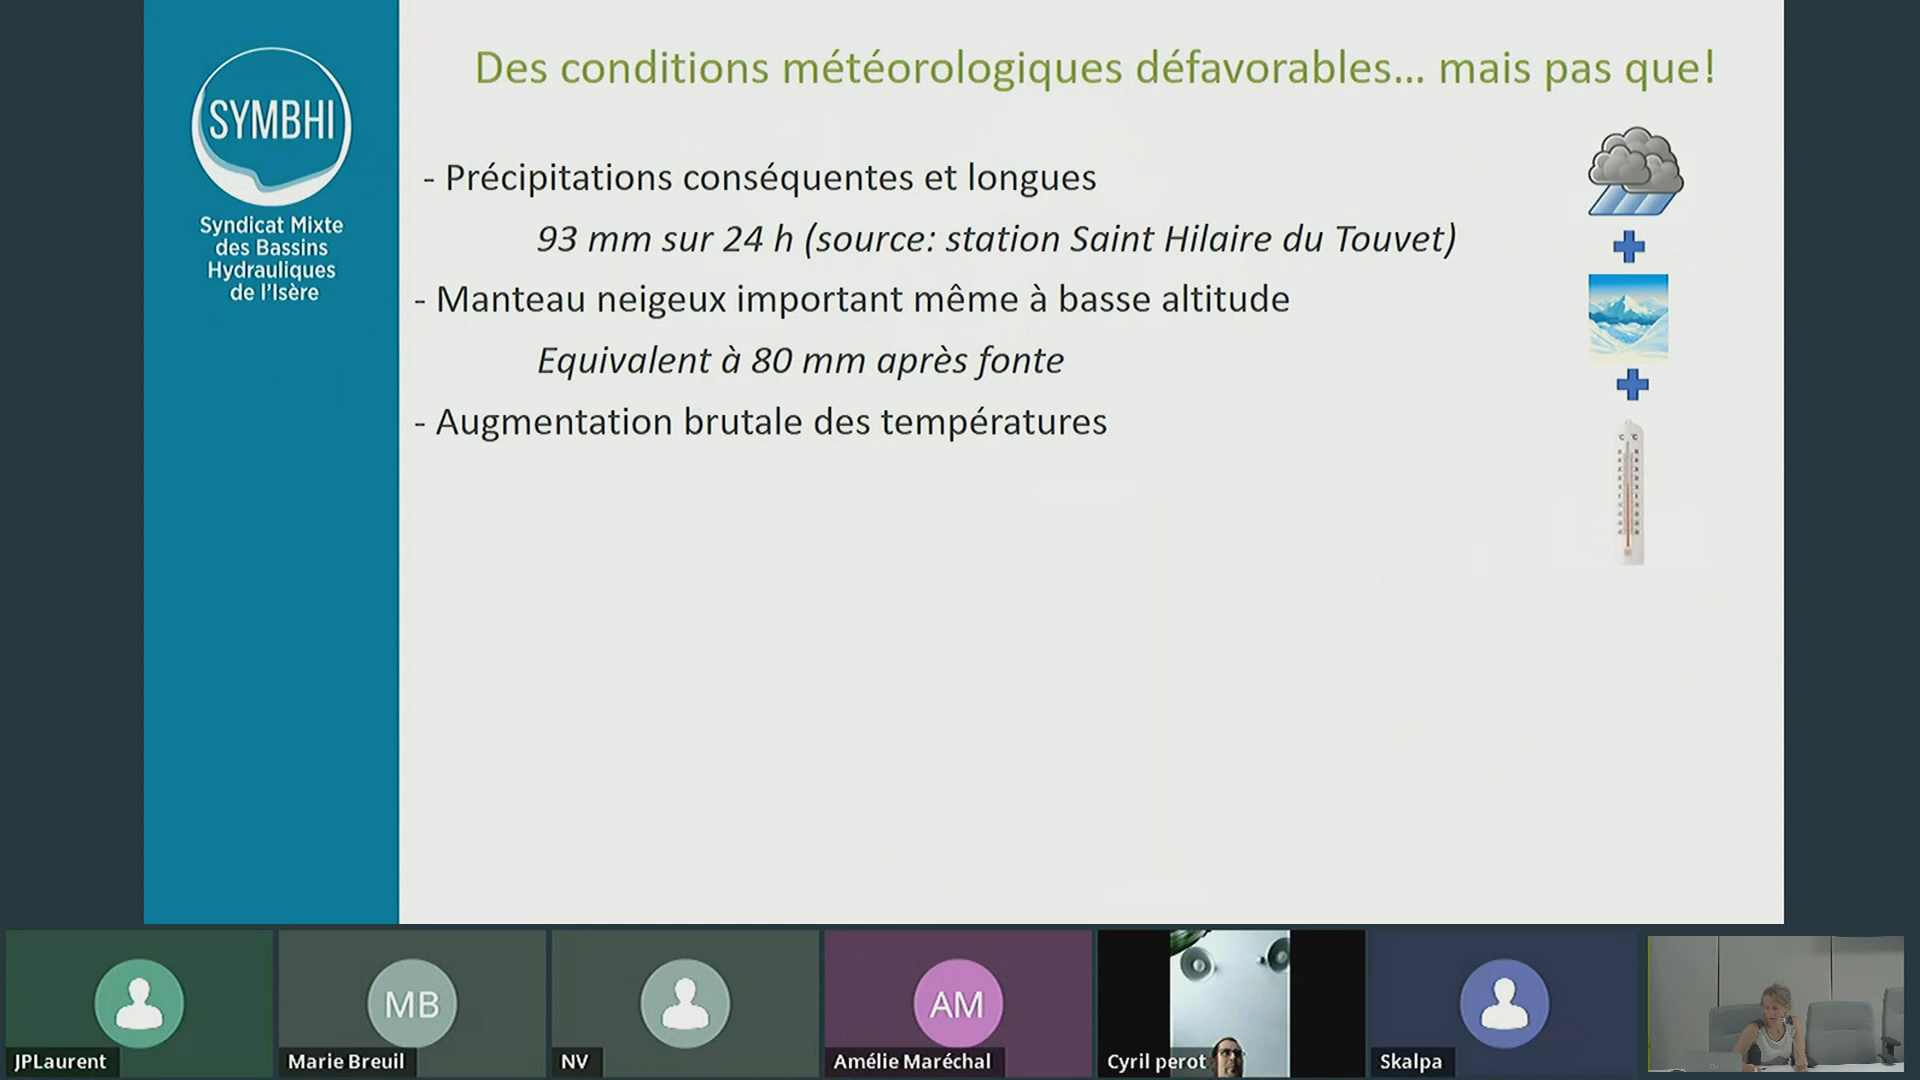 SYMBHI
Syndicat Mixte
des Bassins
Hydrauliques
de l'Isère
Des conditions météorologiques défavorables... mais pas que!
- Précipitations conséquentes et longues
93 mm sur 24 h (source: station Saint Hilaire du Touvet)
- Manteau neigeux important même à basse altitude
Equivalent à 80 mm après fonte
- Augmentation brutale des températures
°C °C
JPLaurent
MB
Marie Breuil
NV
AM
Amélie Maréchal
Cyril perot
Skalpa